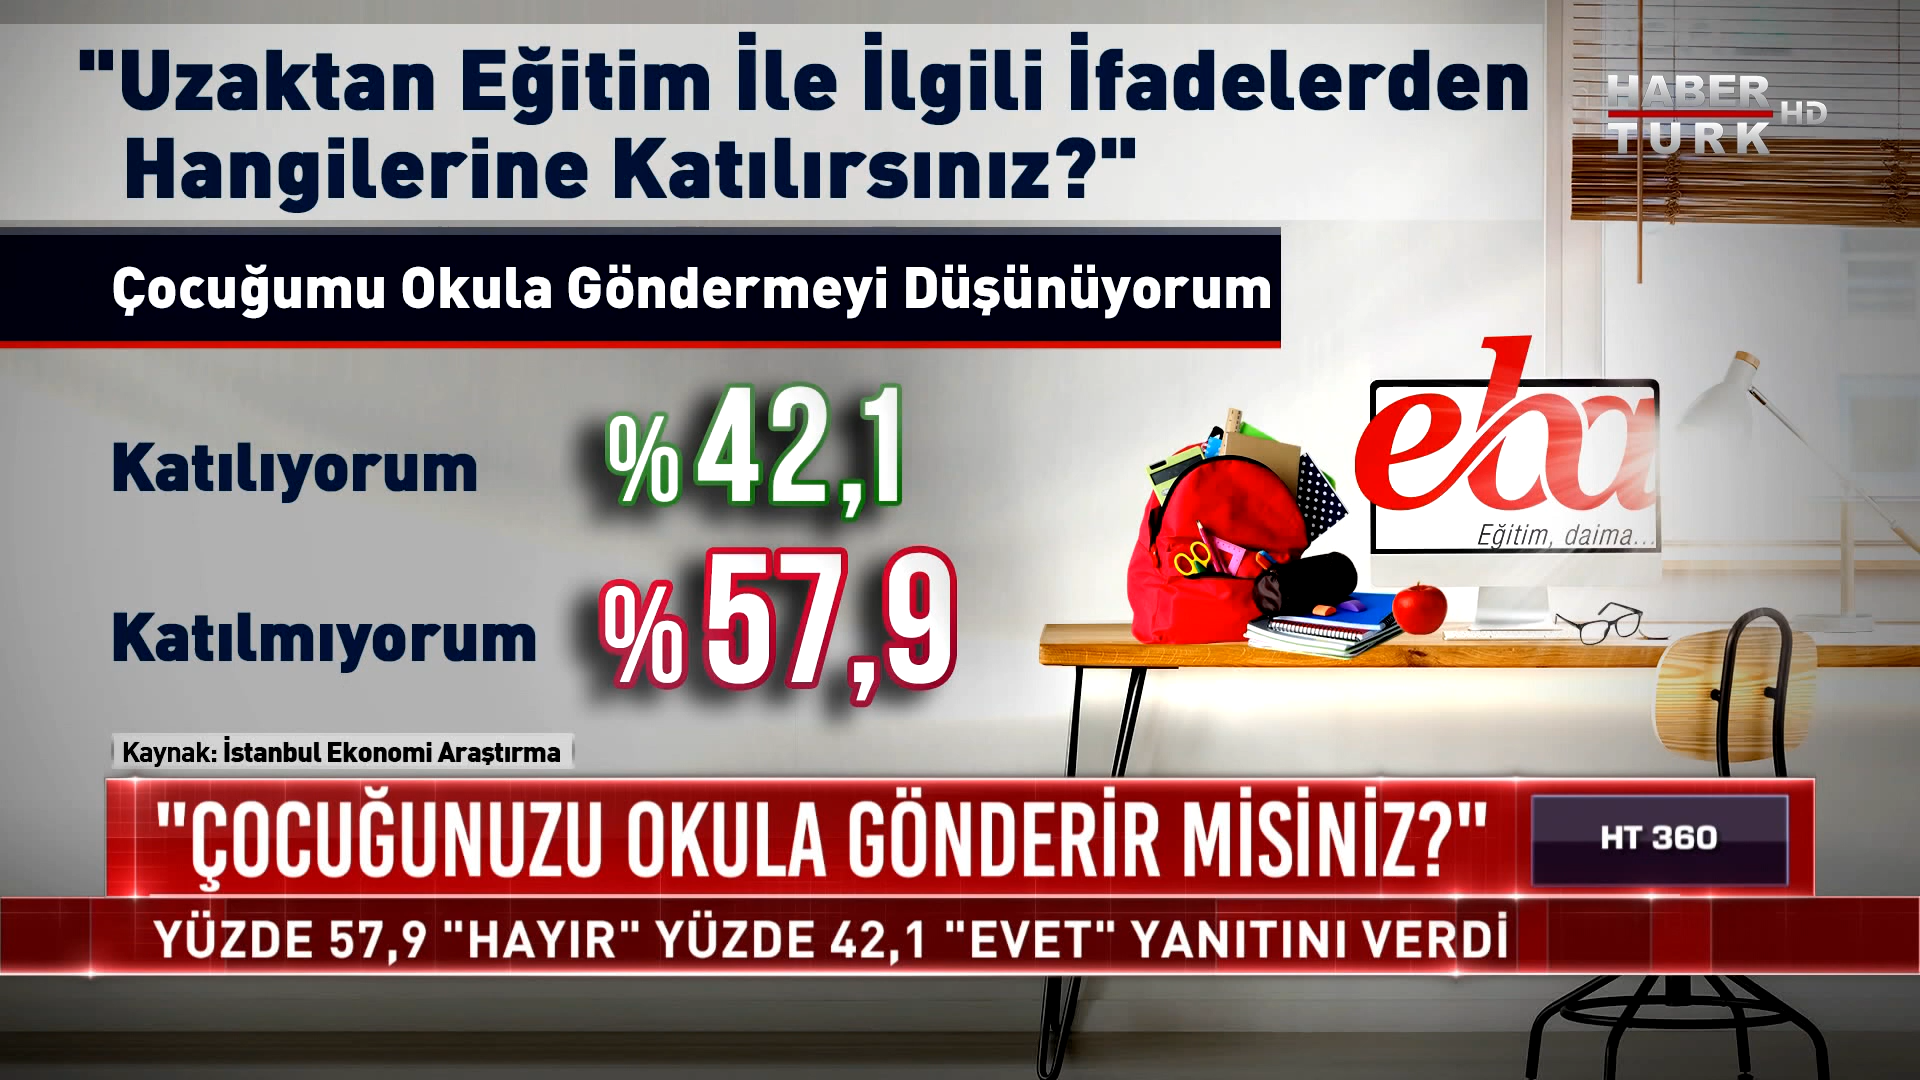 "Uzaktan Eğitim İle İlgili İfadelerden
Hangilerine Katılırsınız?"
HABER
TURK HD
Çocuğumu Okula Göndermeyi Düşünüyorum
Katılıyorum %42,1
Katılmıyorum %57,9
eba
Eğitim, daima...
Kaynak: İstanbul Ekonomi Araştırma
"ÇOCUĞUNUZU OKULA GÖNDERİR MİSİNİZ?"
HT 360
YÜZDE 57,9 "HAYIR" YÜZDE 42,1 "EVET" YANITINI VERDİ